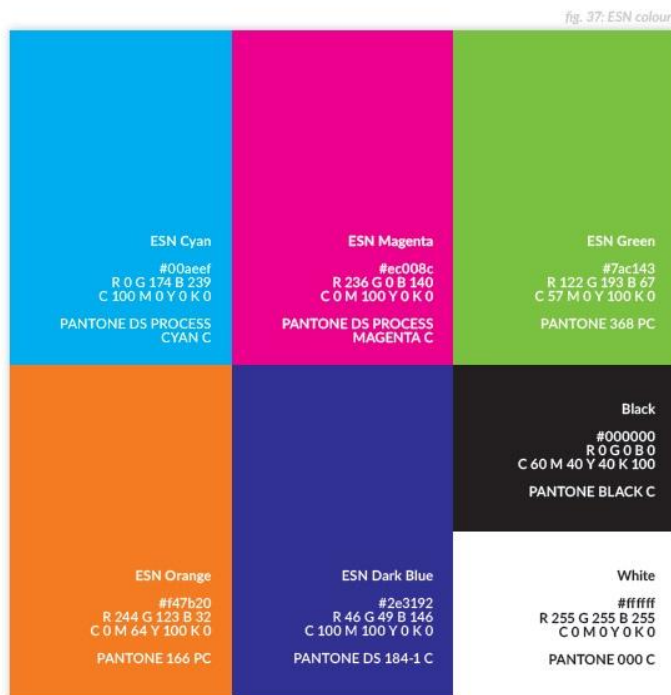 fig. 37: ESN colour
ESN Cyan
#00aeef
R 0 G 174 B 239
C 100 M 0 Y 0 K 0
PANTONE DS PROCESS
CYAN C
ESN Magenta
#ec008c
R 236 G 0 B 140
C 0 M 100 Y 0 K 0
PANTONE DS PROCESS
MAGENTA C
ESN Green
#7ac143
R 122 G 193 B 67
C 57 M 0 Y 100 K 0
PANTONE 368 PC
ESN Orange
#f47b20
R 244 G 123 B 32
C 0 M 64 Y 100 K 0
PANTONE 166 PC
ESN Dark Blue
#2e3192
R 46 G 49 B 146
C 100 M 100 Y 0 K 0
PANTONE DS 184-1 C
Black
#000000
R 0 G 0 B 0
C 60 M 40 Y 40 K 100
PANTONE BLACK C
White
#ffffff
R 255 G 255 B 255
C 0 M 0 Y 0 K 0
PANTONE 000 C